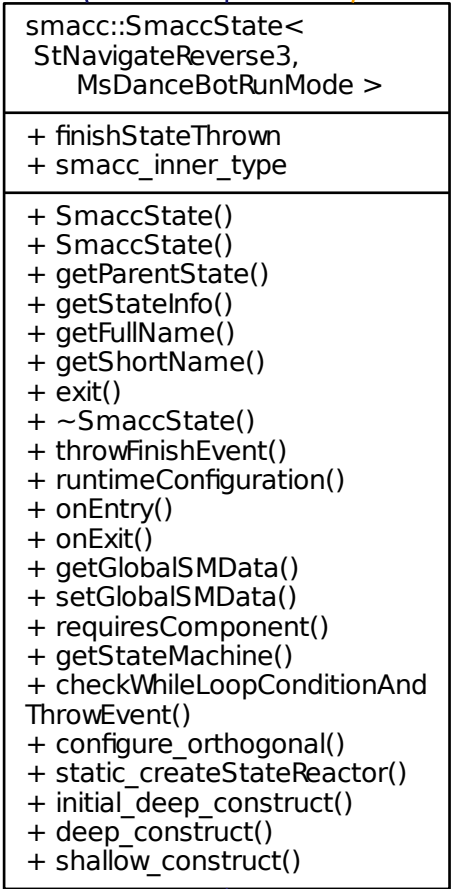 smacc::SmaccState<
StNavigateReverse3,
MsDanceBotRunMode >
+ finishStateThrown
+ smacc_inner_type
+ SmaccState()
+ SmaccState()
+ getParentState()
+ getStateInfo()
+ getFullName()
+ getShortName()
+ exit()
+ ~SmaccState()
+ throwFinishEvent()
+ runtimeConfiguration()
+ onEntry()
+ onExit()
+ getGlobalSMData()
+ setGlobalSMData()
+ requiresComponent()
+ getStateMachine()
+ checkWhileLoopConditionAnd
ThrowEvent()
+ configure_orthogonal()
+ static_createStateReactor()
+ initial_deep_construct()
+ deep_construct()
+ shallow_construct()